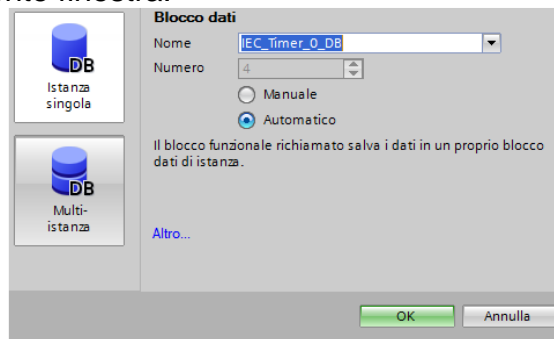 finestra.
Blocco dati
DB
Istanza
singola
Nome IEC_Timer_0_DB
Numero 4
Manuale
Automatico
Il blocco funzionale richiamato salva i dati in un proprio blocco
dati di istanza.
DB
Multi-
istanza
Altro...
OK Annulla